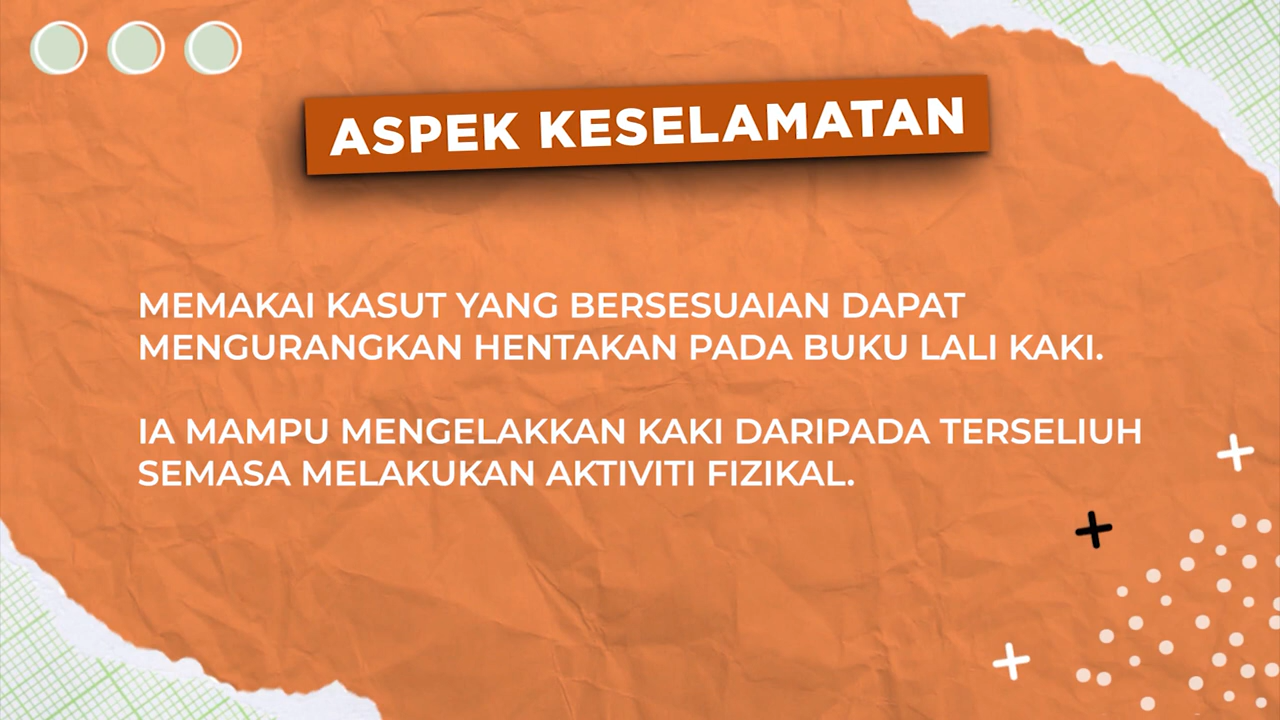 ASPEK KESELAMATAN
MEMAKAI KASUT YANG BERSESUAIAN DAPAT
MENGURANGKAN HENTAKAN PADA BUKU LALI KAKI.
IA MAMPU MENGELAKKAN KAKI DARIPADA TERSELIUH
SEMASA MELAKUKAN AKTIVITI FIZIKAL.